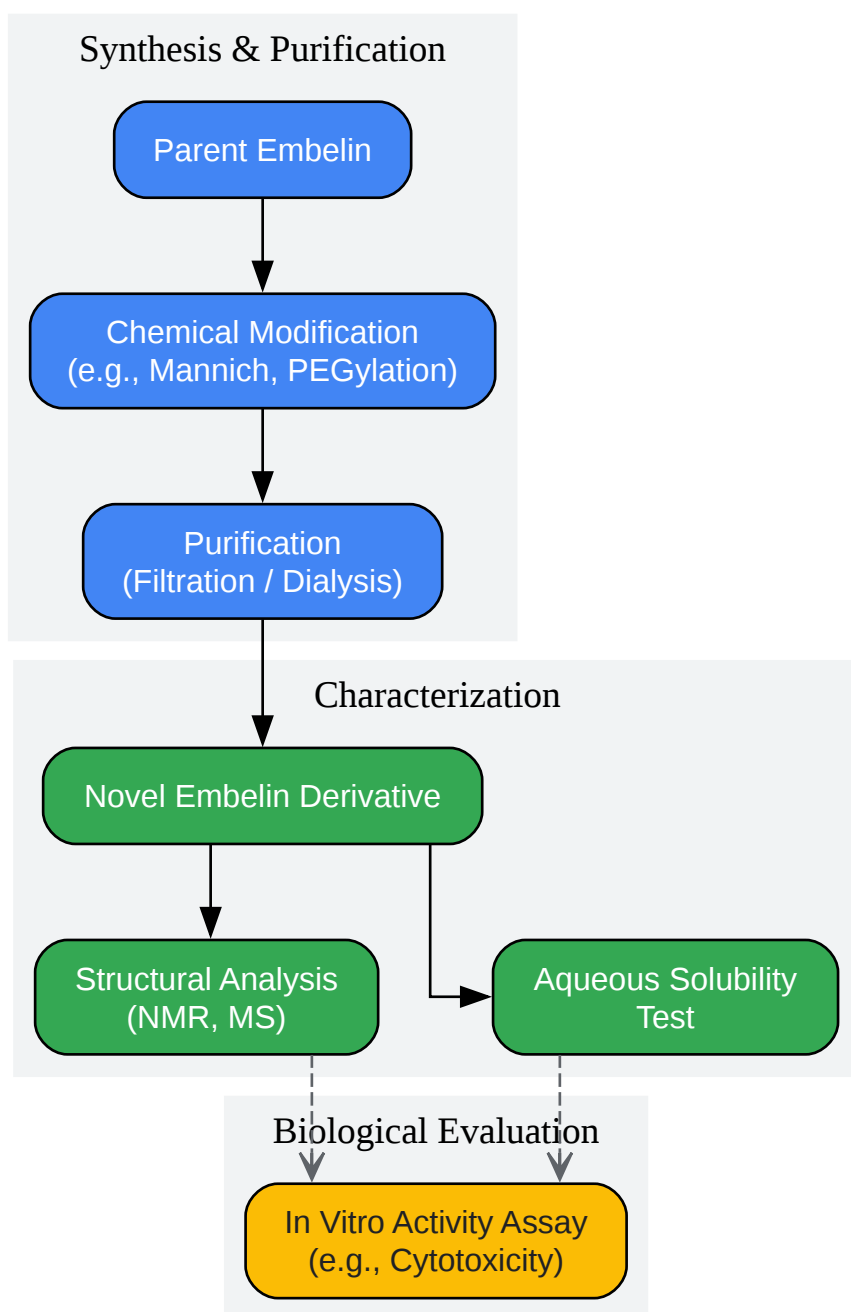 Synthesis & Purification
Parent Embelin
Chemical Modification
(e.g., Mannich, PEGylation)
Purification
(Filtration / Dialysis)
Characterization
Novel Embelin Derivative
Structural Analysis
(NMR, MS)
Aqueous Solubility
Test
Biological Evaluation
In Vitro Activity Assay
(e.g., Cytotoxicity)